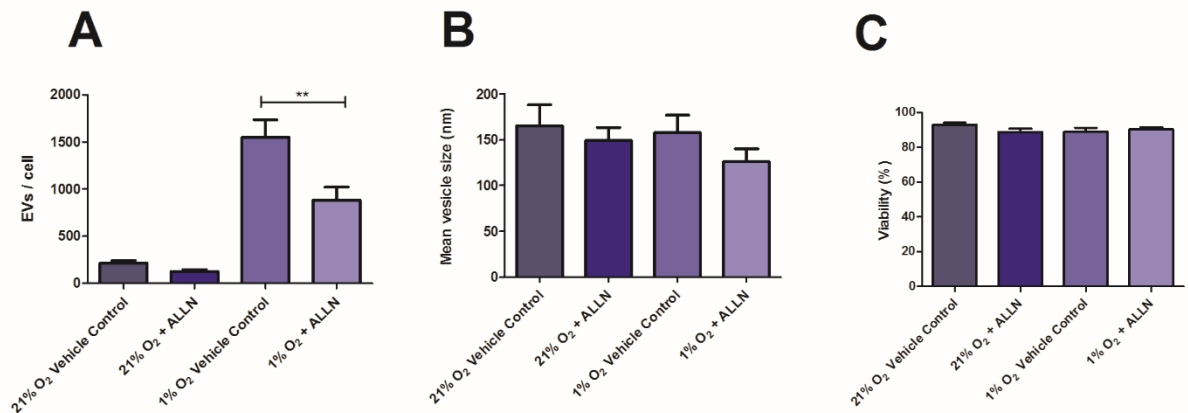 A
EVs / cell
2000
1500
1000
500
0
**
21% O₂ Vehicle Control
21% O₂ + ALLN
1% O₂ Vehicle Control
1% O₂ + ALLN
B
Mean vesicle size (nm)
200
150
100
50
0
21% O₂ Vehicle Control
21% O₂ + ALLN
1% O₂ Vehicle Control
1% O₂ + ALLN
C
Viability (%)
100
80
60
40
20
0
21% O₂ Vehicle Control
21% O₂ + ALLN
1% O₂ Vehicle Control
1% O₂ + ALLN